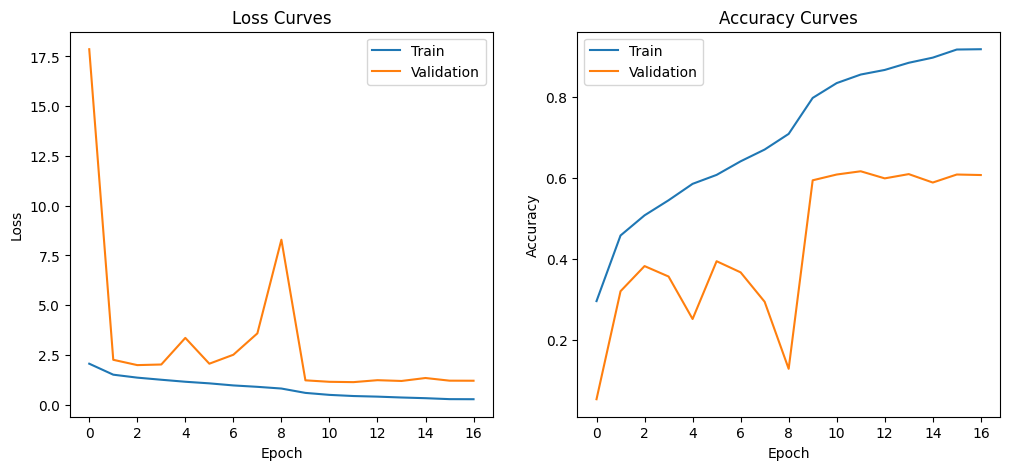 Loss Curves
Train
Validation
17.5
15.0
12.5
10.0
7.5
5.0
2.5
0.0
Loss
0 2 4 6 8 10 12 14 16
Epoch
Accuracy Curves
Train
Validation
0.8
0.6
0.4
0.2
Accuracy
0 2 4 6 8 10 12 14 16
Epoch